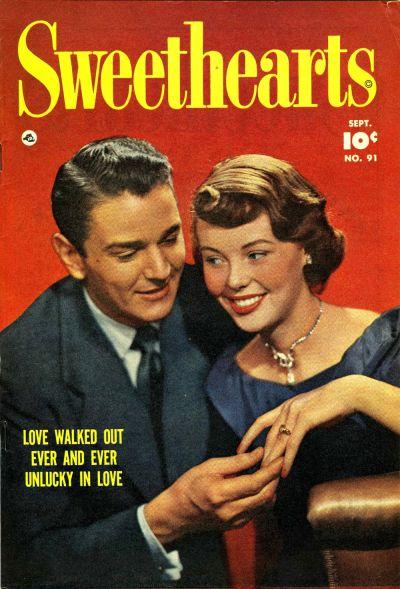 Sweethearts
©
SEPT.
10¢
NO. 91
LOVE WALKED OUT
EVER AND EVER
UNLUCKY IN LOVE